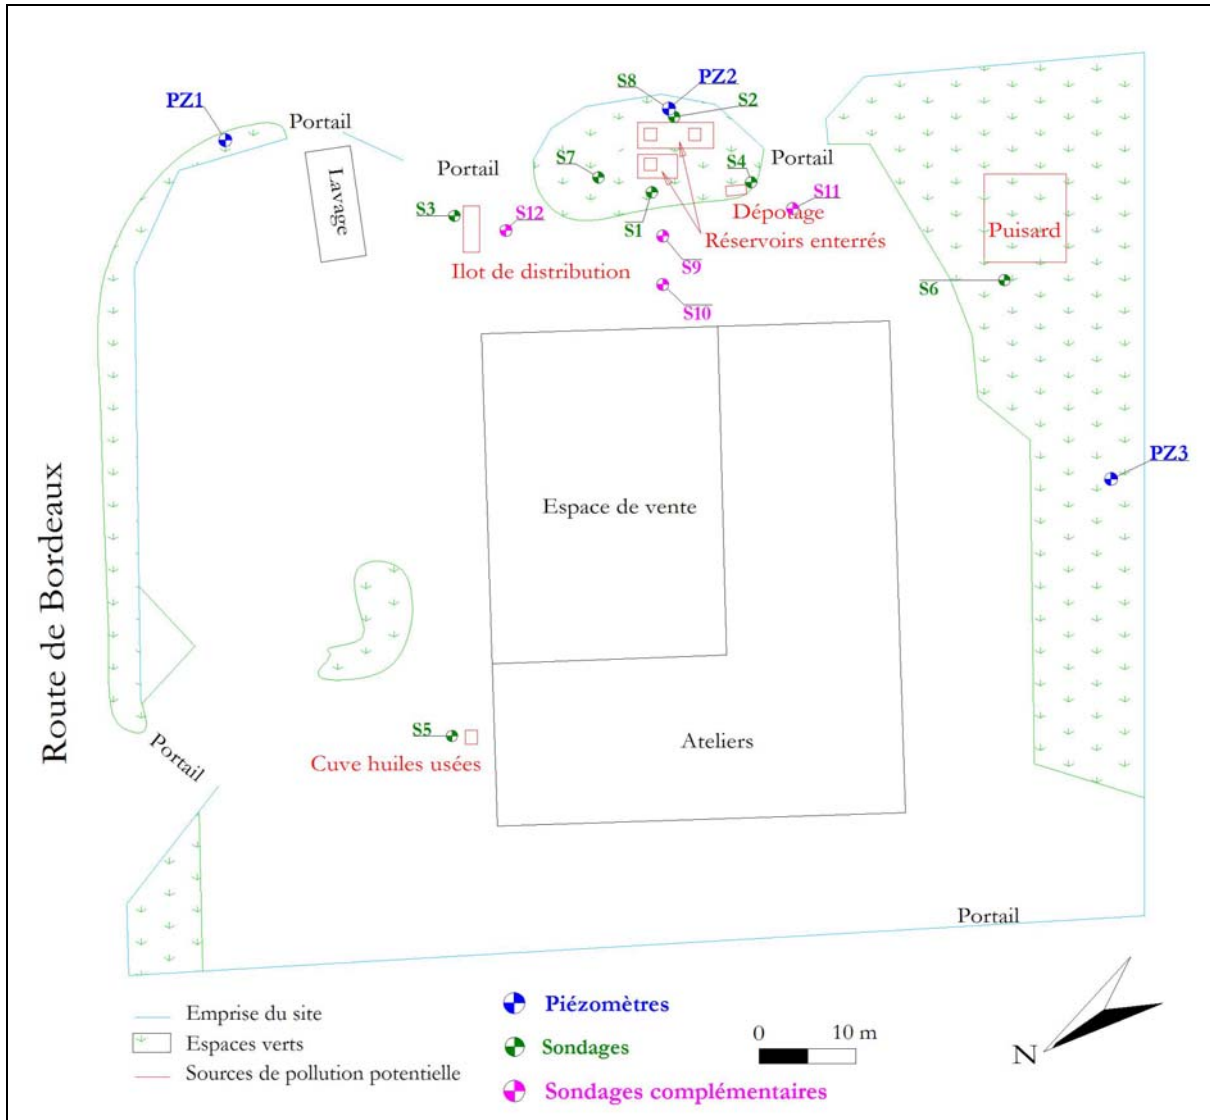 S8
PZ2
S2
PZ1
Portail
Portail
S7
S4
Portail
Lavage
S3
S12
S1
S11
Dépotage
Réservoirs enterrés
Puisard
Ilot de distribution
S9
S6
S10
PZ3
Espace de vente
Route de Bordeaux
S5
Ateliers
Cuve huiles usées
Portail
Portail
Emprise du site
Espaces verts
Sources de pollution potentielle
Piézomètres
Sondages
Sondages complémentaires
0 10 m
N